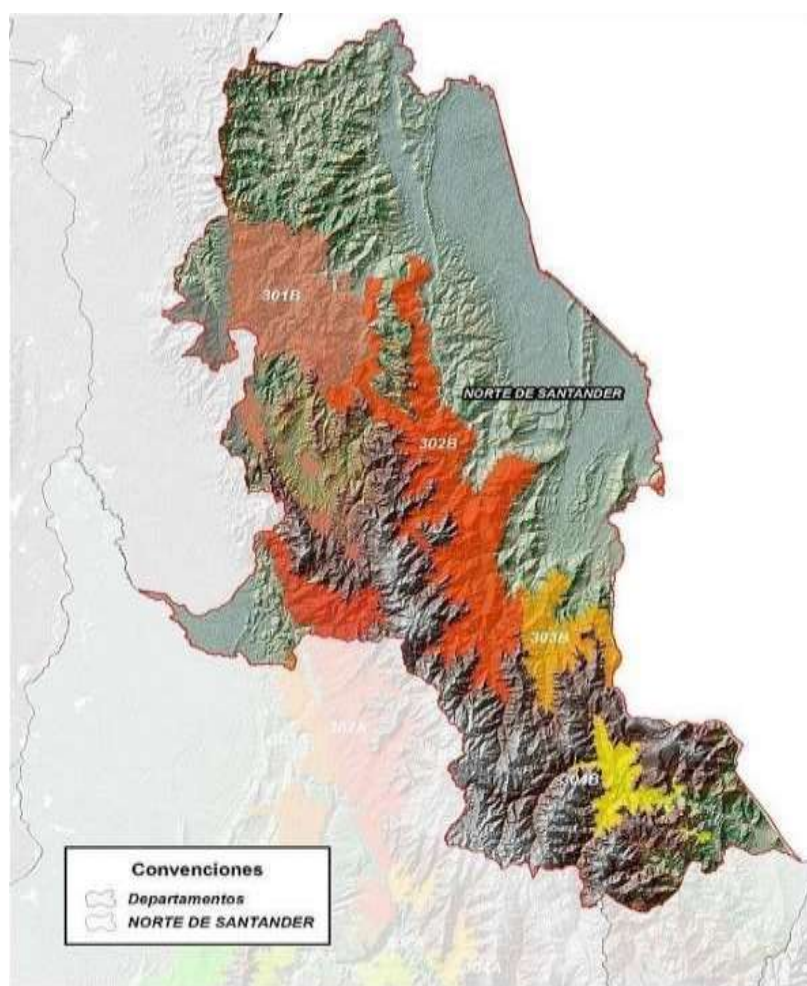 301B
NORTE DE SANTANDER
302B
303B
304B
Convenciones
Departamentos
NORTE DE SANTANDER